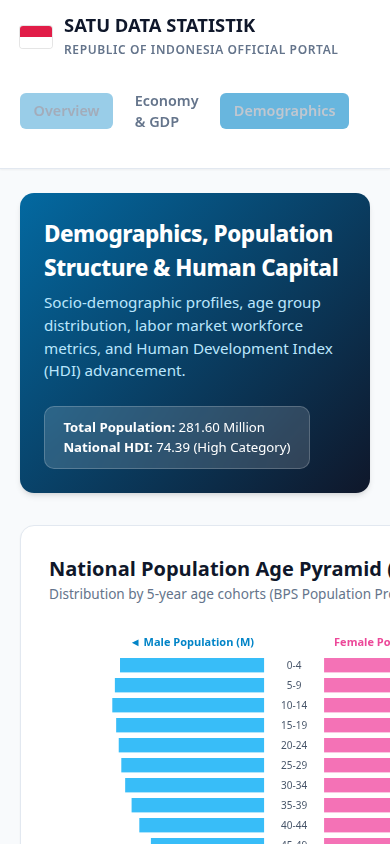 SATU DATA STATISTIK
REPUBLIC OF INDONESIA OFFICIAL PORTAL
Overview
Economy
& GDP
Demographics
Demographics, Population
Structure & Human Capital
Socio-demographic profiles, age group
distribution, labor market workforce
metrics, and Human Development Index
(HDI) advancement.
Total Population: 281.60 Million
National HDI: 74.39 (High Category)
National Population Age Pyramid (
Distribution by 5-year age cohorts (BPS Population Pro
◄ Male Population (M)
Female Po
0-4
5-9
10-14
15-19
20-24
25-29
30-34
35-39
40-44
45-49